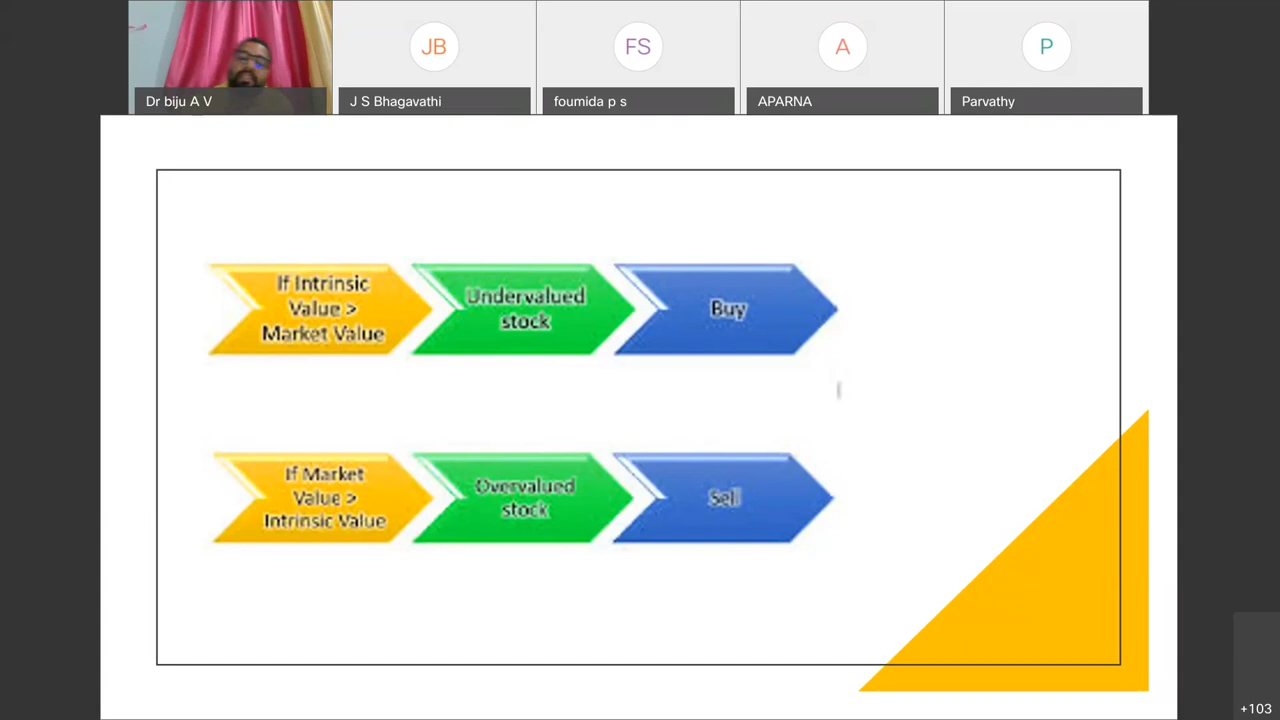 JB
FS
A
P
Dr biju A V
J S Bhagavathi
foumida p s
APARNA
Parvathy
If Intrinsic
Value >
Market Value
Undervalued
stock
Buy
If Market
Value >
Intrinsic Value
Overvalued
stock
Sell
+103